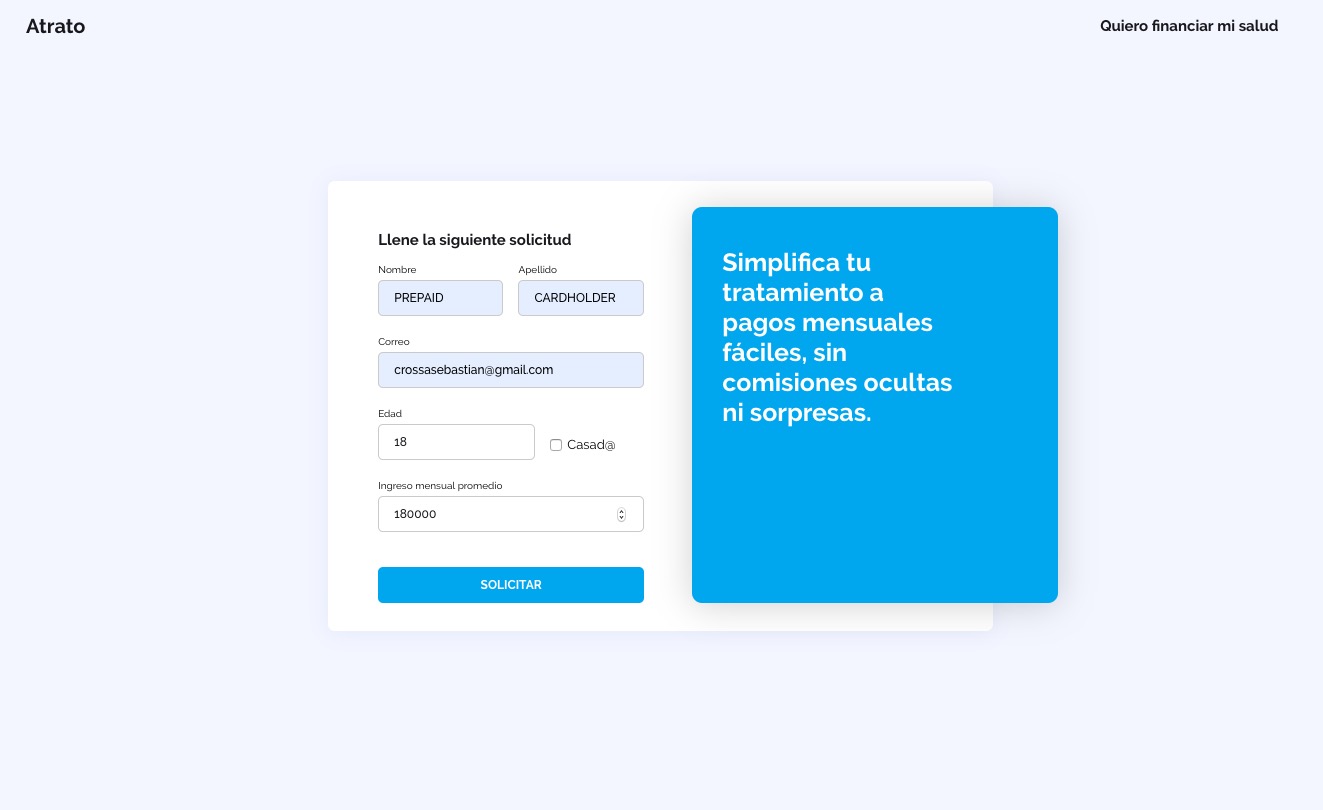 Atrato
Quiero financiar mi salud
Llene la siguiente solicitud
Nombre
Apellido
PREPAID
CARDHOLDER
Correo
crossasebastian@gmail.com
Edad
18
Casad@
Ingreso mensual promedio
180000
SOLICITAR
Simplifica tu
tratamiento a
pagos mensuales
fáciles, sin
comisiones ocultas
ni sorpresas.